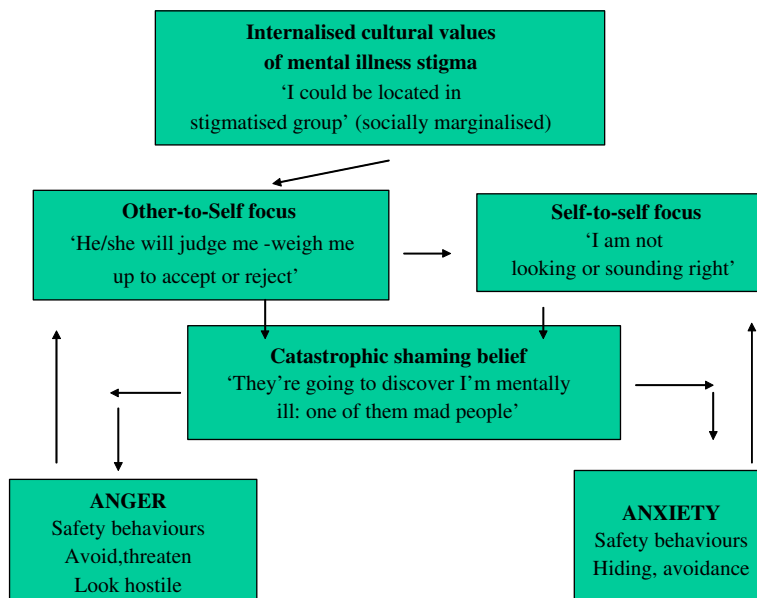 Internalised cultural values
of mental illness stigma
‘I could be located in
stigmatised group’ (socially marginalised)
Other-to-Self focus
‘He/she will judge me -weigh me
up to accept or reject’
Self-to-self focus
‘I am not
looking or sounding right’
Catastrophic shaming belief
‘They’re going to discover I’m mentally
ill: one of them mad people’
ANGER
Safety behaviours
Avoid,threaten
Look hostile
ANXIETY
Safety behaviours
Hiding, avoidance